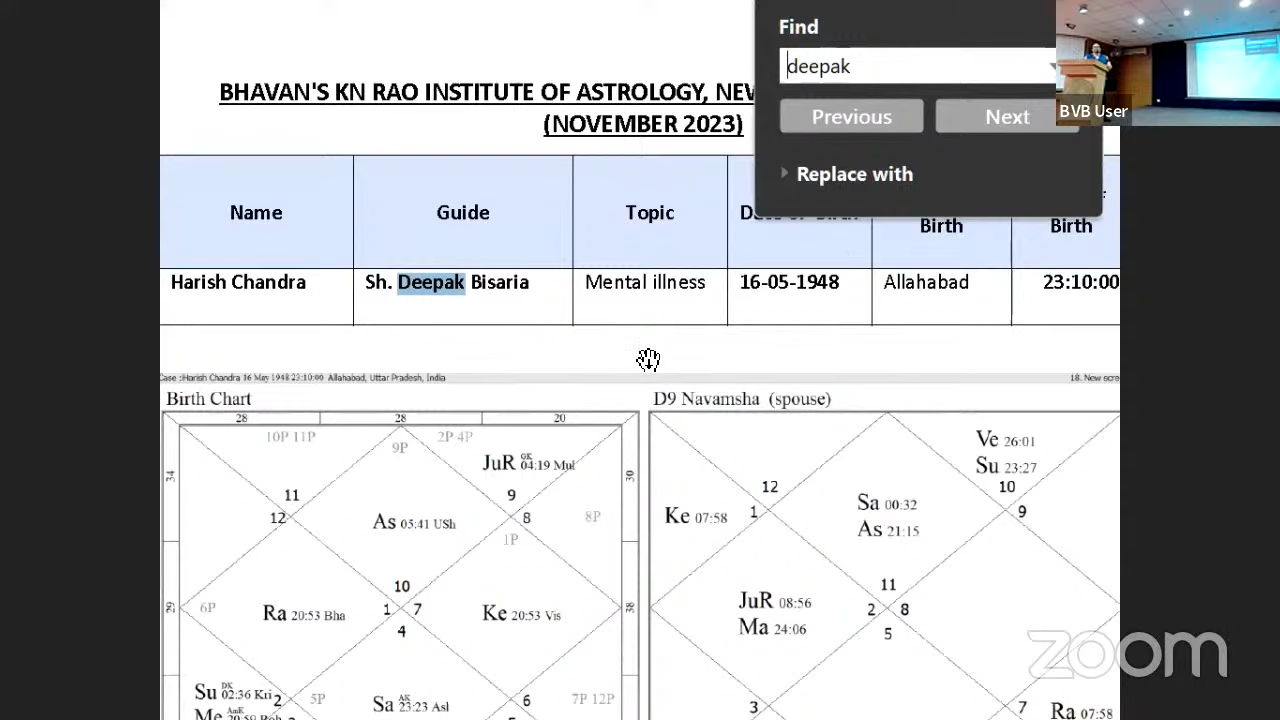 Find
deepak
Previous
Next
Replace with
BVB User
BHAVAN'S KN RAO INSTITUTE OF ASTROLOGY,
(NOVEMBER 2023)
Name Guide Topic Birth Birth
Harish Chandra Sh. Deepak Bisaria Mental illness 16-05-1948 Allahabad 23:10:00
Case :Harish Chandra 16 May 1948 23:10:00 Allahabad, Uttar Pradesh, India
18. New scre
Birth Chart
28 28 20
10P 11P 2P 4P
9P
JuR GK 04:19 Mul
34 30
11 9
12 8 8P
As 05:41 USh
1P
10
29 6P Ra 20:53 Bha 1 7 Ke 20:53 Vis 38
4
Su DK 02:36 Kri 2 5P Sa AK 23:23 Asl 6 7P 12P
Me AmK 20:59 Roh
D9 Navamsha (spouse)
Ve 26:01
Su 23:27
12 10
Ke 07:58 1 Sa 00:32 9
As 21:15
11
JuR 08:56 2 8
Ma 24:06
5
3 7 Ra 07:58
zoom